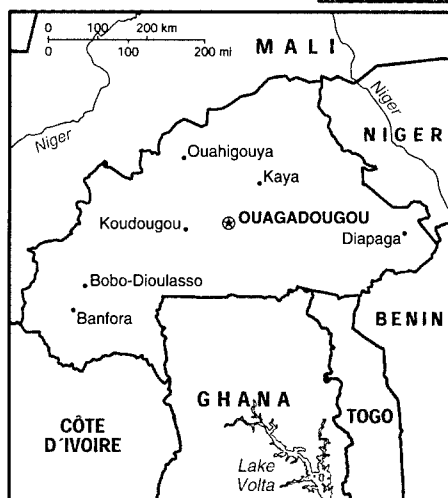 0 100 200 km
0 100 200 mi
MALI
Niger
Niger
NIGER
Ouahigouya
Kaya
Koudougou
OUAGADOUGOU
Diapaga
Bobo-Dioulasso
Banfora
BENIN
GHANA
CÔTE
D'IVOIRE
TOGO
Lake
Volta